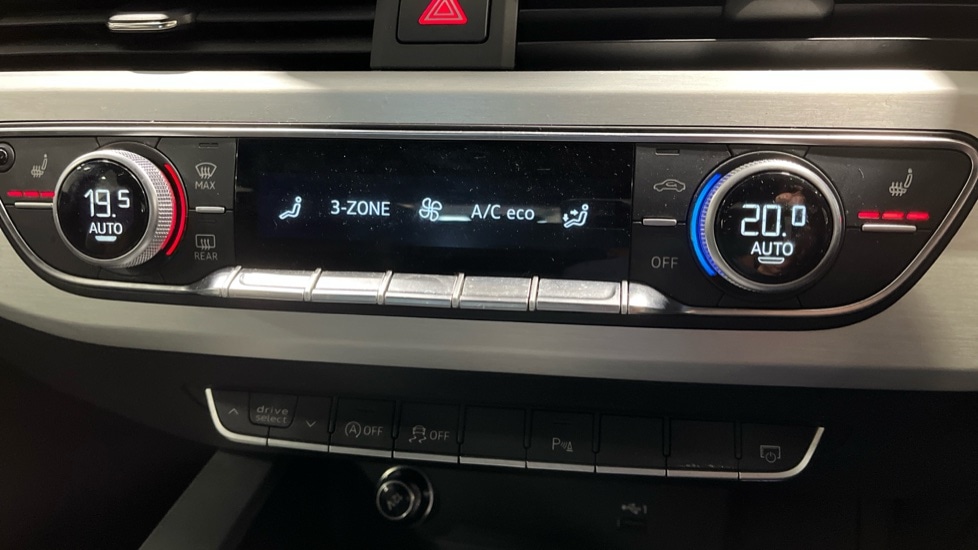 19.5
AUTO
MAX
REAR
3-ZONE
A/C eco
20.0
AUTO
OFF
drive
select
A OFF
OFF
P